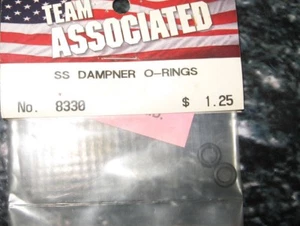 TEAM
ASSOCIATED
SS DAMPNER O-RINGS
No. 8330 $ 1.25